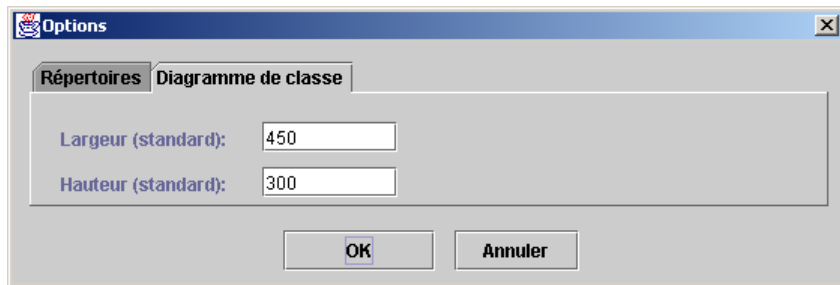 Options
Répertoires Diagramme de classe
Largeur (standard): 450
Hauteur (standard): 300
OK Annuler